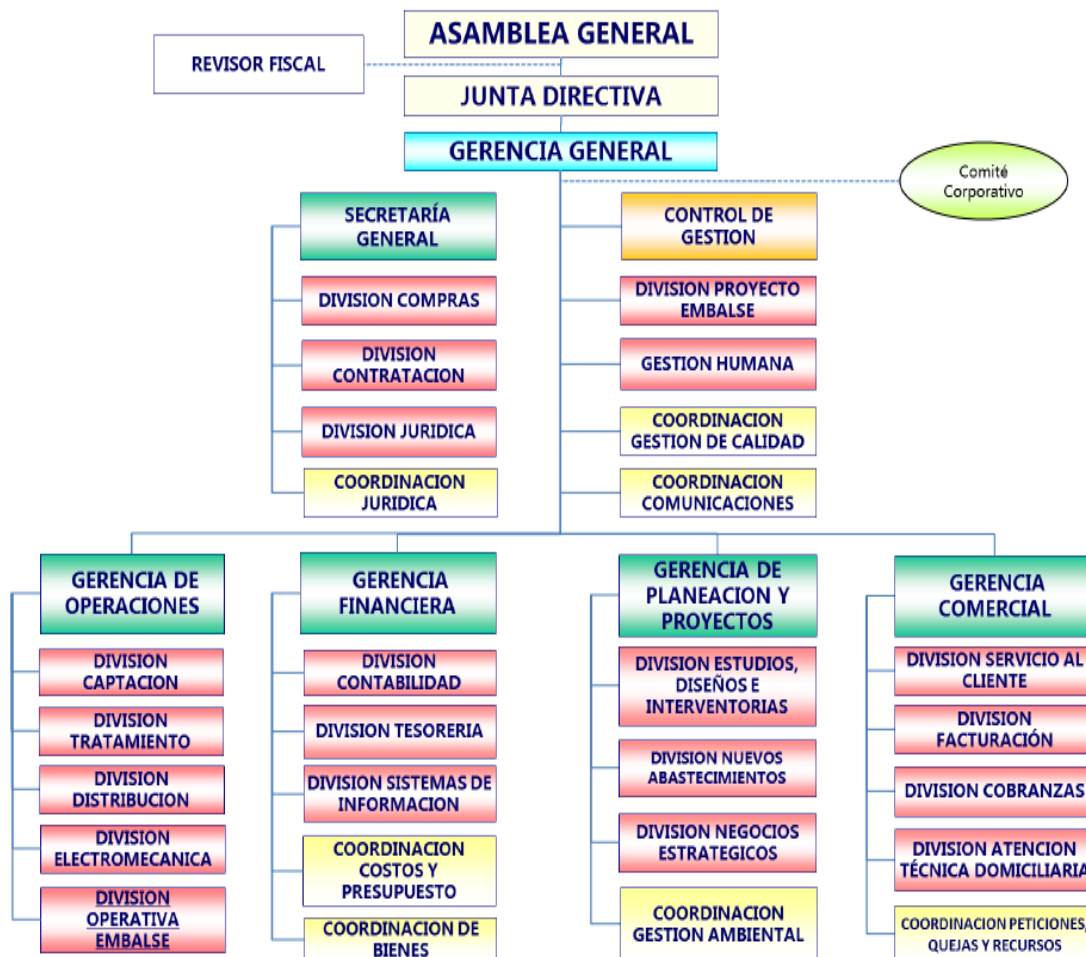 ASAMBLEA GENERAL
REVISOR FISCAL
JUNTA DIRECTIVA
GERENCIA GENERAL
Comité
Corporativo
SECRETARÍA
GENERAL
DIVISION COMPRAS
DIVISION
CONTRATACION
DIVISION JURIDICA
COORDINACION
JURIDICA
CONTROL DE
GESTION
DIVISION PROYECTO
EMBALSE
GESTION HUMANA
COORDINACION
GESTION DE CALIDAD
COORDINACION
COMUNICACIONES
GERENCIA DE
OPERACIONES
DIVISION
CAPTACION
DIVISION
TRATAMIENTO
DIVISION
DISTRIBUCION
DIVISION
ELECTROMECANICA
DIVISION
OPERATIVA
EMBALSE
GERENCIA
FINANCIERA
DIVISION
CONTABILIDAD
DIVISION TESORERIA
DIVISION SISTEMAS DE
INFORMACION
COORDINACION
COSTOS Y
PRESUPUESTO
COORDINACION DE
BIENES
GERENCIA DE
PLANEACION Y
PROYECTOS
DIVISION ESTUDIOS,
DISEÑOS E
INTERVENTORIAS
DIVISION NUEVOS
ABASTECIMIENTOS
DIVISION NEGOCIOS
ESTRATEGICOS
COORDINACION
GESTION AMBIENTAL
GERENCIA
COMERCIAL
DIVISION SERVICIO AL
CLIENTE
DIVISION
FACTURACIÓN
DIVISION COBRANZAS
DIVISION ATENCION
TÉCNICA DOMICILIARIA
COORDINACION PETICIONES,
QUEJAS Y RECURSOS